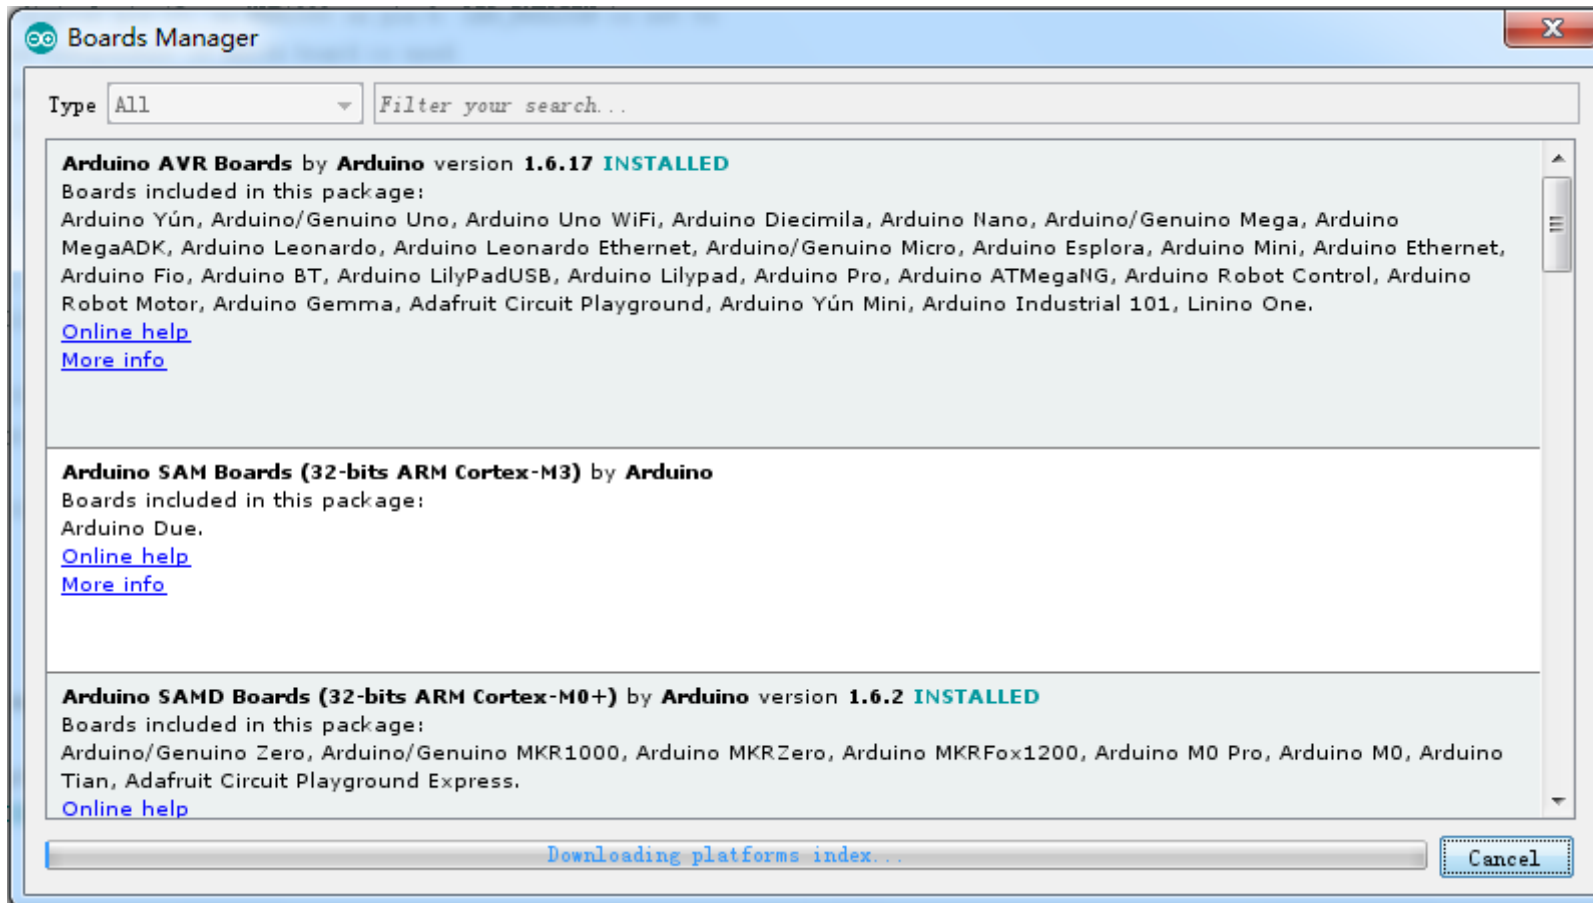 Boards Manager
Type All Filter your search...
Arduino AVR Boards by Arduino version 1.6.17 INSTALLED
Boards included in this package:
Arduino Yún, Arduino/Genuino Uno, Arduino Uno WiFi, Arduino Diecimila, Arduino Nano, Arduino/Genuino Mega, Arduino
MegaADK, Arduino Leonardo, Arduino Leonardo Ethernet, Arduino/Genuino Micro, Arduino Esplora, Arduino Mini, Arduino Ethernet,
Arduino Fio, Arduino BT, Arduino LilyPadUSB, Arduino Lilypad, Arduino Pro, Arduino ATMegaNG, Arduino Robot Control, Arduino
Robot Motor, Arduino Gemma, Adafruit Circuit Playground, Arduino Yún Mini, Arduino Industrial 101, Linino One.
Online help
More info
Arduino SAM Boards (32-bits ARM Cortex-M3) by Arduino
Boards included in this package:
Arduino Due.
Online help
More info
Arduino SAMD Boards (32-bits ARM Cortex-M0+) by Arduino version 1.6.2 INSTALLED
Boards included in this package:
Arduino/Genuino Zero, Arduino/Genuino MKR1000, Arduino MKRZero, Arduino MKRFox1200, Arduino M0 Pro, Arduino M0, Arduino
Tian, Adafruit Circuit Playground Express.
Online help
Downloading platforms index...
Cancel